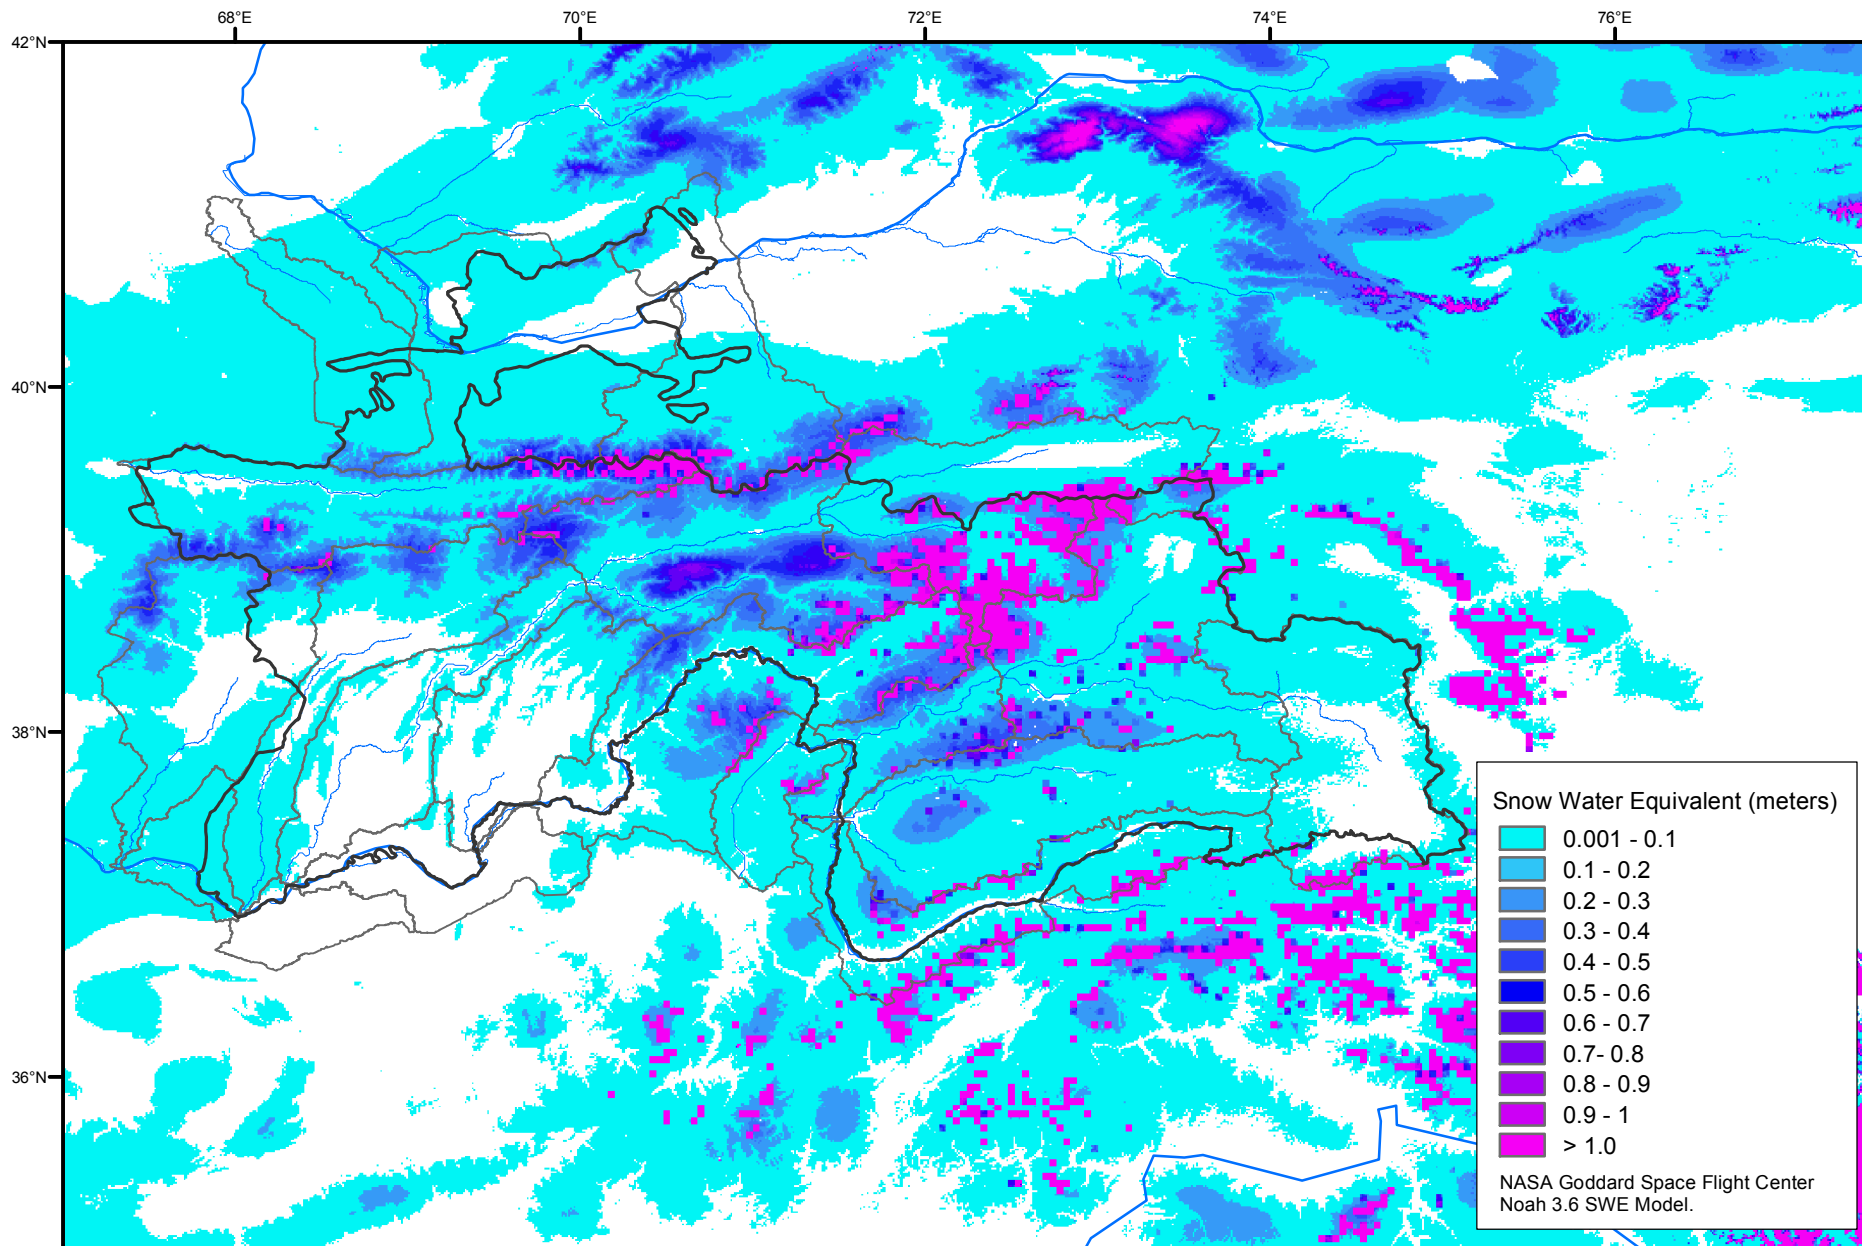 68°E
70°E
72°E
74°E
76°E
42°N
40°N
38°N
36°N
Snow Water Equivalent (meters)
0.001 - 0.1
0.1 - 0.2
0.2 - 0.3
0.3 - 0.4
0.4 - 0.5
0.5 - 0.6
0.6 - 0.7
0.7- 0.8
0.8 - 0.9
0.9 - 1
> 1.0
NASA Goddard Space Flight Center
Noah 3.6 SWE Model.